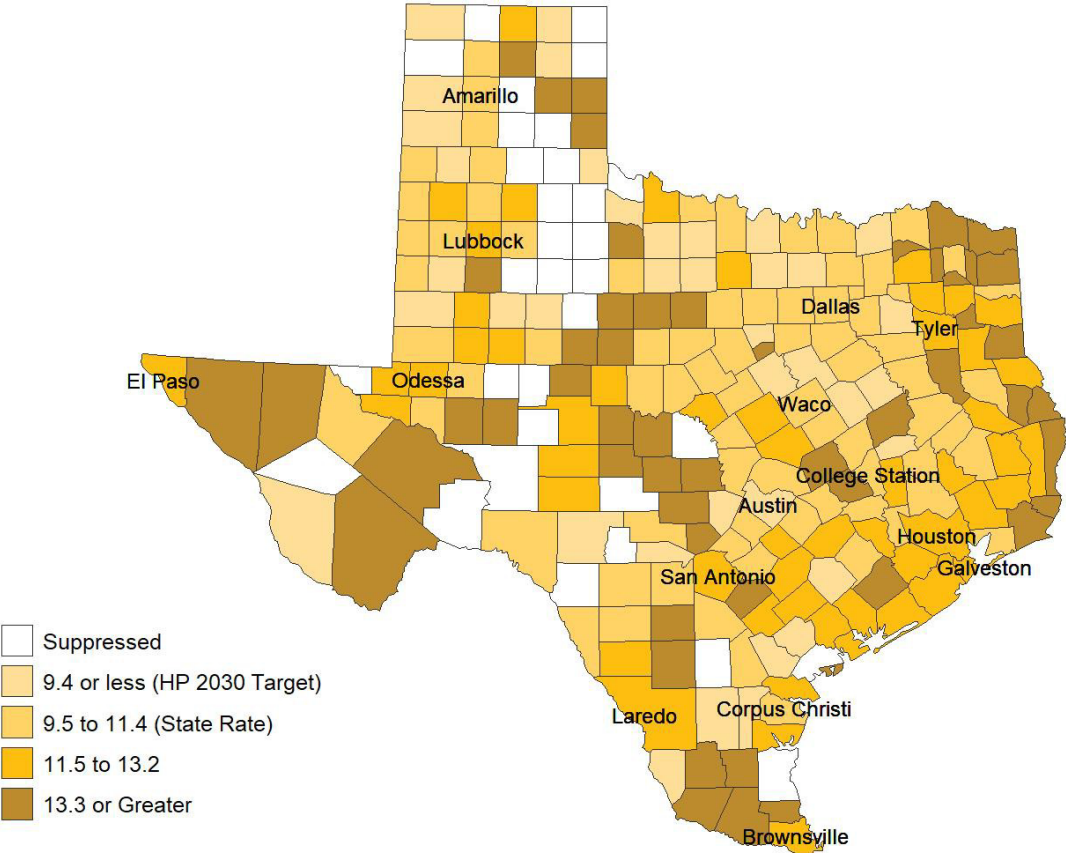 Amarillo
Lubbock
Dallas
Tyler
El Paso
Odessa
Waco
College Station
Austin
Houston
Galveston
San Antonio
Suppressed
9.4 or less (HP 2030 Target)
9.5 to 11.4 (State Rate)
Laredo
Corpus Christi
11.5 to 13.2
13.3 or Greater
Brownsville